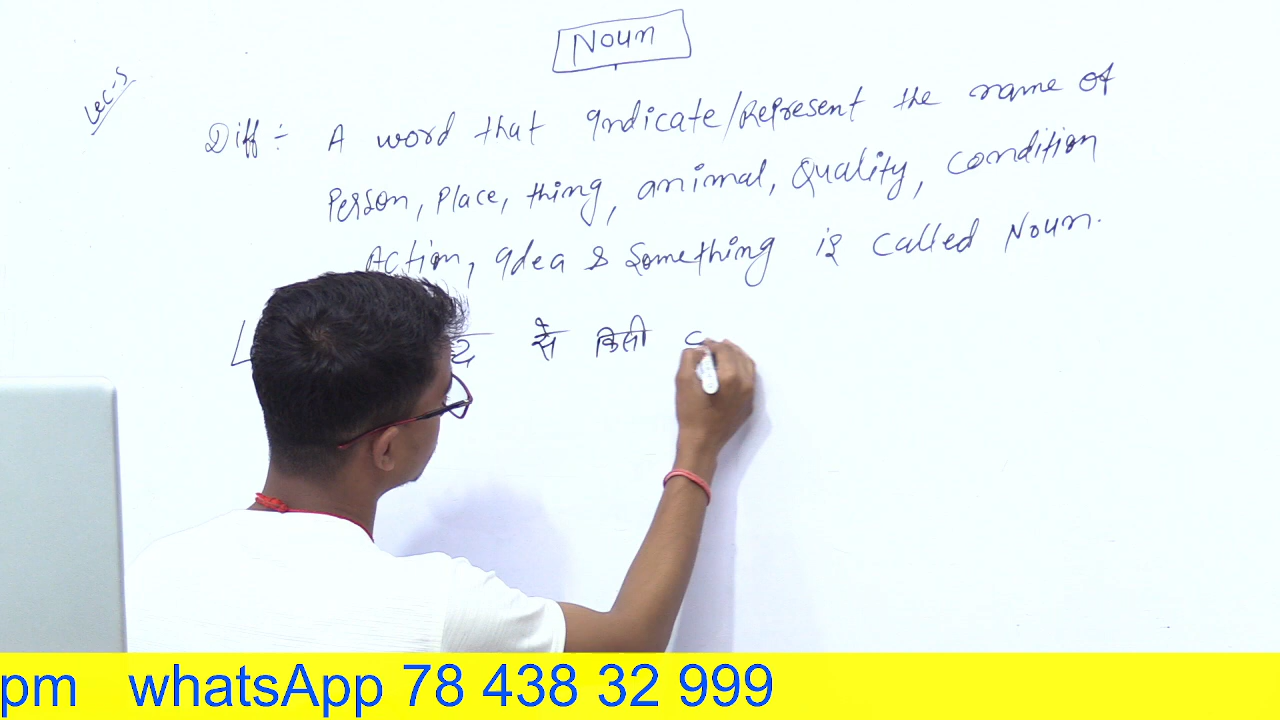 Noun
Lec-5
Diff :- A word that Indicate/Represent the name of
Person, Place, thing, animal, Quality, condition
Action, Idea & Something is called Noun.
से किसी
pm whatsApp 78 438 32 999